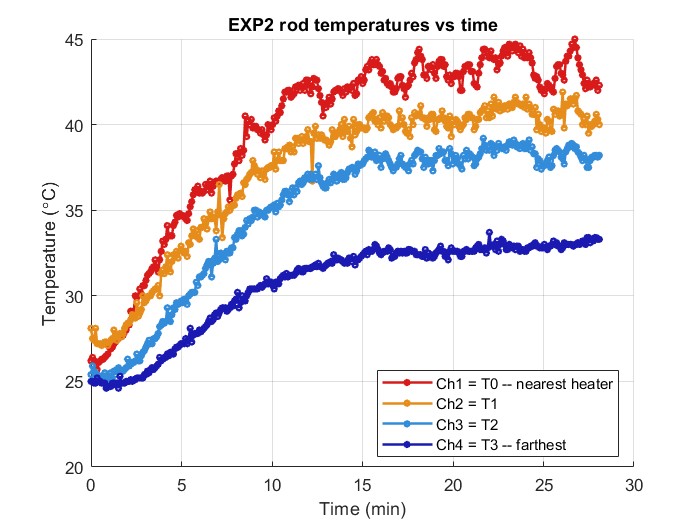 EXP2 rod temperatures vs time
45
40
35
30
25
20
Temperature (°C)
Ch1 = T0 -- nearest heater
Ch2 = T1
Ch3 = T2
Ch4 = T3 -- farthest
0 5 10 15 20 25 30
Time (min)